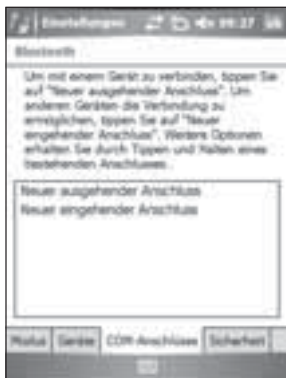 Einstellungen 09:37
Bluetooth
Um mit einem Gerät zu verbinden, tippen Sie
auf "Neuer ausgehender Anschluss". Um
anderen Geräten die Verbindung zu
ermöglichen, tippen Sie auf "Neuer
eingehender Anschluss". Weitere Optionen
erhalten Sie durch Tippen und Halten eines
bestehenden Anschlusses.
Neuer ausgehender Anschluss
Neuer eingehender Anschluss
Modus Geräte COM-Anschlüsse Sicherheit